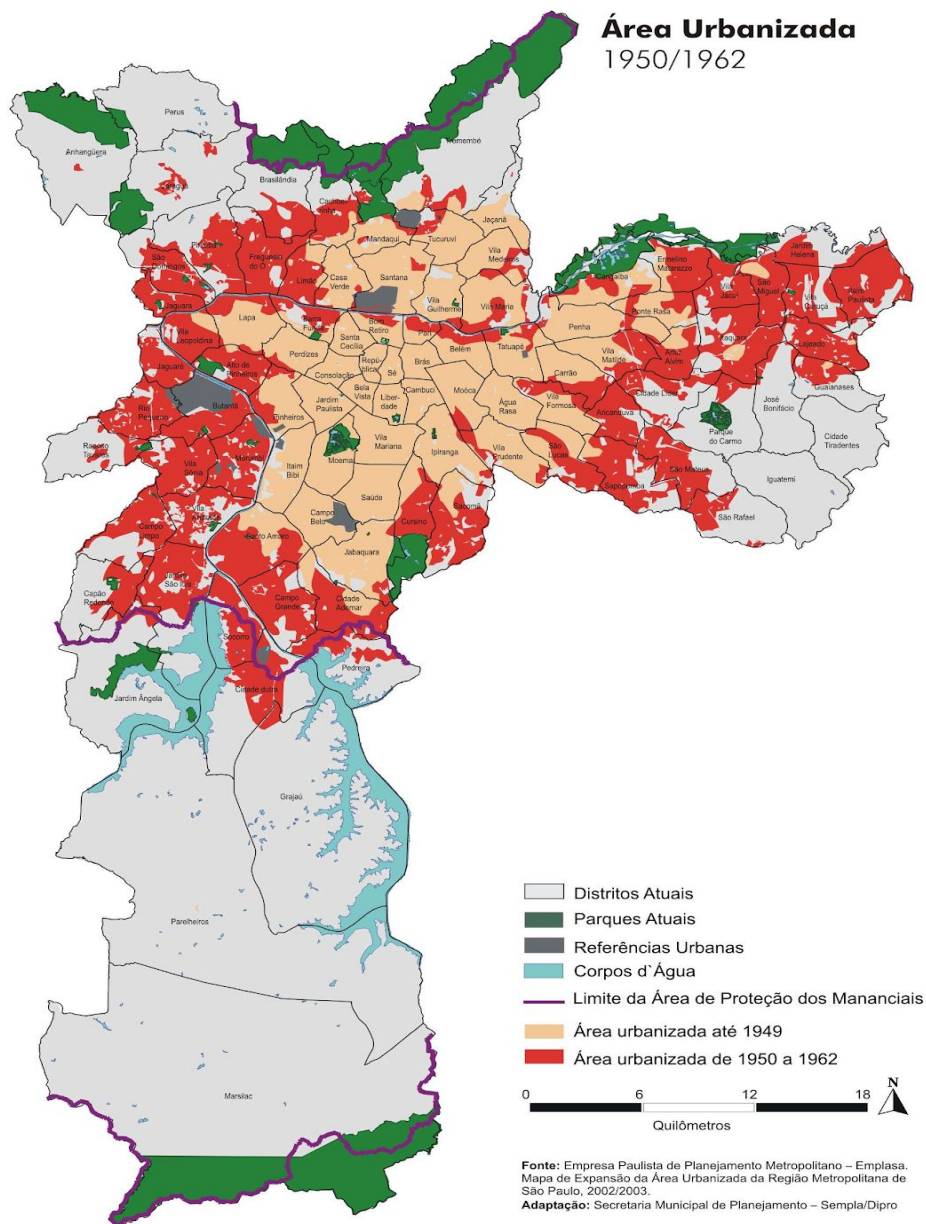 Área Urbanizada
1950/1962
Perus
Anhangüera
Jaraguá
Tremembé
Brasilândia
Jaçanã
Mandaqui
Tucuruvi
Pirituba
Freguesia do Ó
São Domingos
Limão
Casa Verde
Santana
Vila Medeiros
Vila Guilherme
Vila Maria
Cangaíba
Ermelino Matarazzo
Jardim Helena
Vila Jacuí
São Miguel
Vila Curuçá
Itaim Paulista
Jaguara
Lapa
Barra Funda
Bom Retiro
Pari
Belém
Tatuapé
Penha
Ponte Rasa
Itaquera
Lajeado
Vila Leopoldina
Santa Cecília
Perdizes
República
Sé
Brás
Vila Matilde
Artur Alvim
Jaguaré
Alto de Pinheiros
Consolação
Bela Vista
Liberdade
Cambuci
Moóca
Carrão
Cidade Líder
José Bonifácio
Guaianases
Rio Pequeno
Butantã
Pinheiros
Jardim Paulista
Água Rasa
Vila Formosa
Aricanduva
Parque do Carmo
Cidade Tiradentes
Raposo Tavares
Morumbi
Vila Sônia
Itaim Bibi
Moema
Vila Mariana
Ipiranga
Vila Prudente
São Lucas
Sapopemba
São Mateus
Iguatemi
São Rafael
Saúde
Campo Belo
Cursino
Sacomã
Campo Limpo
Vila Andrade
Santo Amaro
Jabaquara
Capão Redondo
Jardim São Luís
Campo Grande
Cidade Ademar
Socorro
Pedreira
Jardim Ângela
Cidade dutra
Grajaú
Parelheiros
Marsilac
Distritos Atuais
Parques Atuais
Referências Urbanas
Corpos d`Água
Limite da Área de Proteção dos Mananciais
Área urbanizada até 1949
Área urbanizada de 1950 a 1962
N
0 6 12 18
Quilômetros
Fonte: Empresa Paulista de Planejamento Metropolitano – Emplasa.
Mapa de Expansão da Área Urbanizada da Região Metropolitana de
São Paulo, 2002/2003.
Adaptação: Secretaria Municipal de Planejamento – Sempla/Dipro